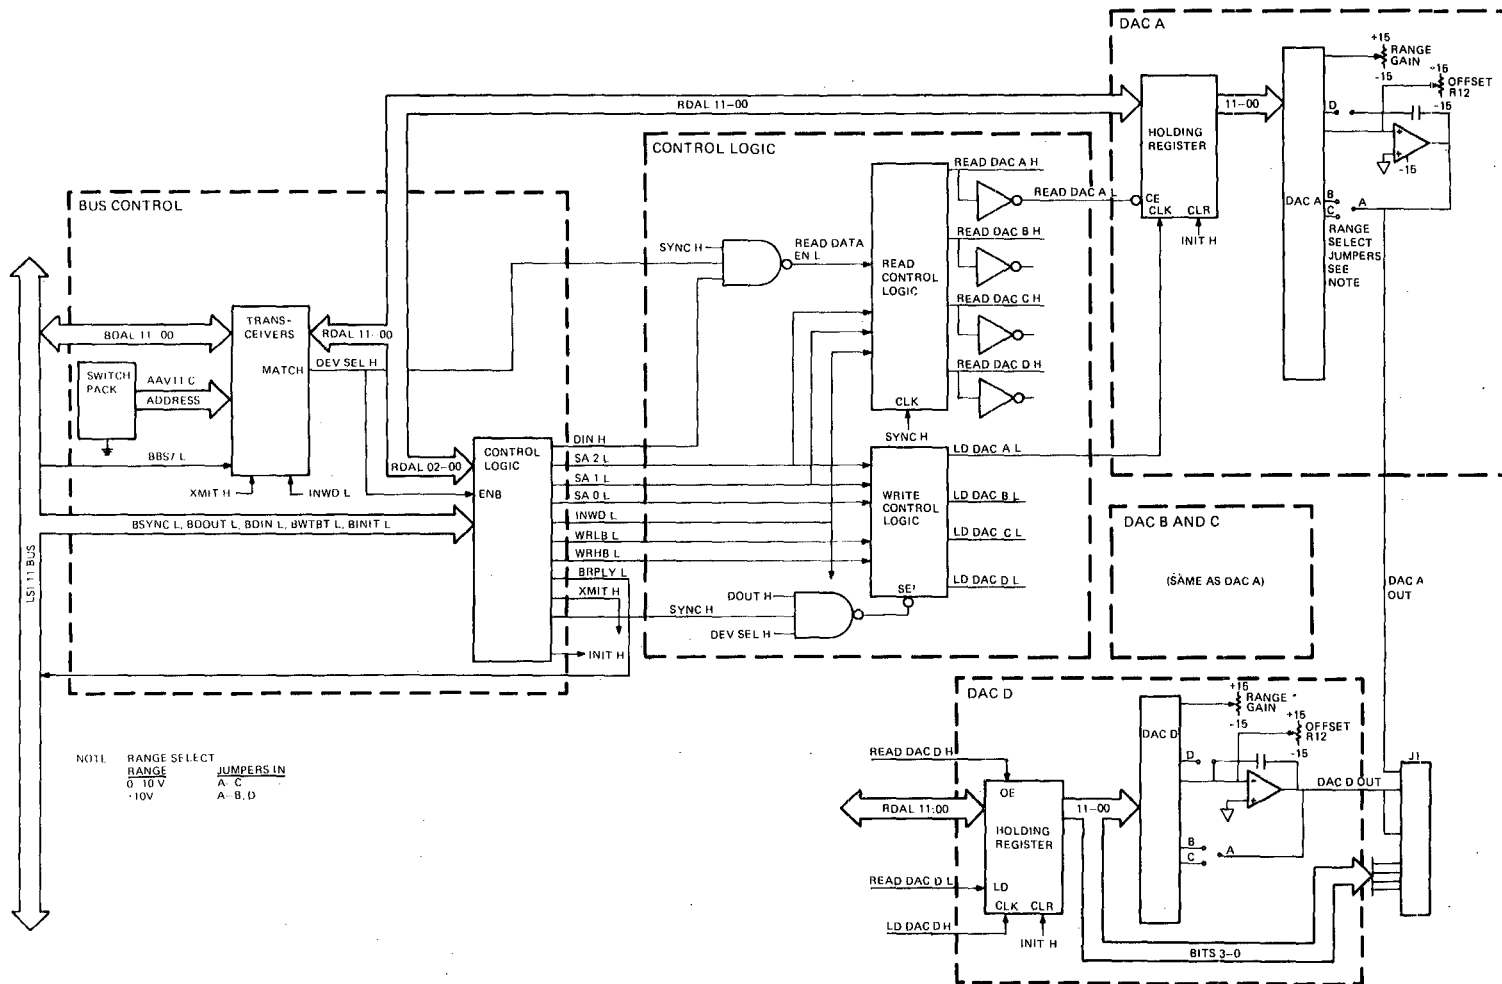 DAC A
+15
RANGE
GAIN
-15
-15
OFFSET
R12
-15
RDAL 11-00
11-00
HOLDING
REGISTER
D
-15
DAC A
B
C
A
CE
CLK CLR
INIT H
RANGE
SELECT
JUMPERS
SEE
NOTE
CONTROL LOGIC
READ DAC A H
READ DAC A L
READ DAC B H
READ DAC C H
READ DAC D H
READ
CONTROL
LOGIC
CLK
SYNC H
SYNC H
READ DATA
EN L
BUS CONTROL
TRANS-
CEIVERS
BDAL 11-00
RDAL 11-00
DEV SEL H
MATCH
SWITCH
PACK
AAV11 C
ADDRESS
BBS7 L
XMIT H
INWD L
RDAL 02-00
CONTROL
LOGIC
ENB
BSYNC L, BDOUT L, BDIN L, BWTBT L, BINIT L
LSI 11 BUS
DIN H
SA 2 L
SA 1 L
SA 0 L
INWD L
WRLB L
WRHB L
BRPLY L
XMIT H
INIT H
SYNC H
LD DAC A L
LD DAC B L
LD DAC C L
LD DAC D L
WRITE
CONTROL
LOGIC
DOUT H
DEV SEL H
DAC B AND C
(SAME AS DAC A)
DAC A
OUT
DAC D
+15
RANGE
GAIN
-15
+15
OFFSET
R12
-15
DAC D
D
B
C
A
DAC D OUT
J1
READ DAC D H
OE
RDAL 11:00
11-00
HOLDING
REGISTER
READ DAC D L
LD
CLK CLR
LD DAC D H
INIT H
BITS 3-0
NOTE RANGE SELECT
RANGE JUMPERS IN
0 10 V A- C
10V A-B, D